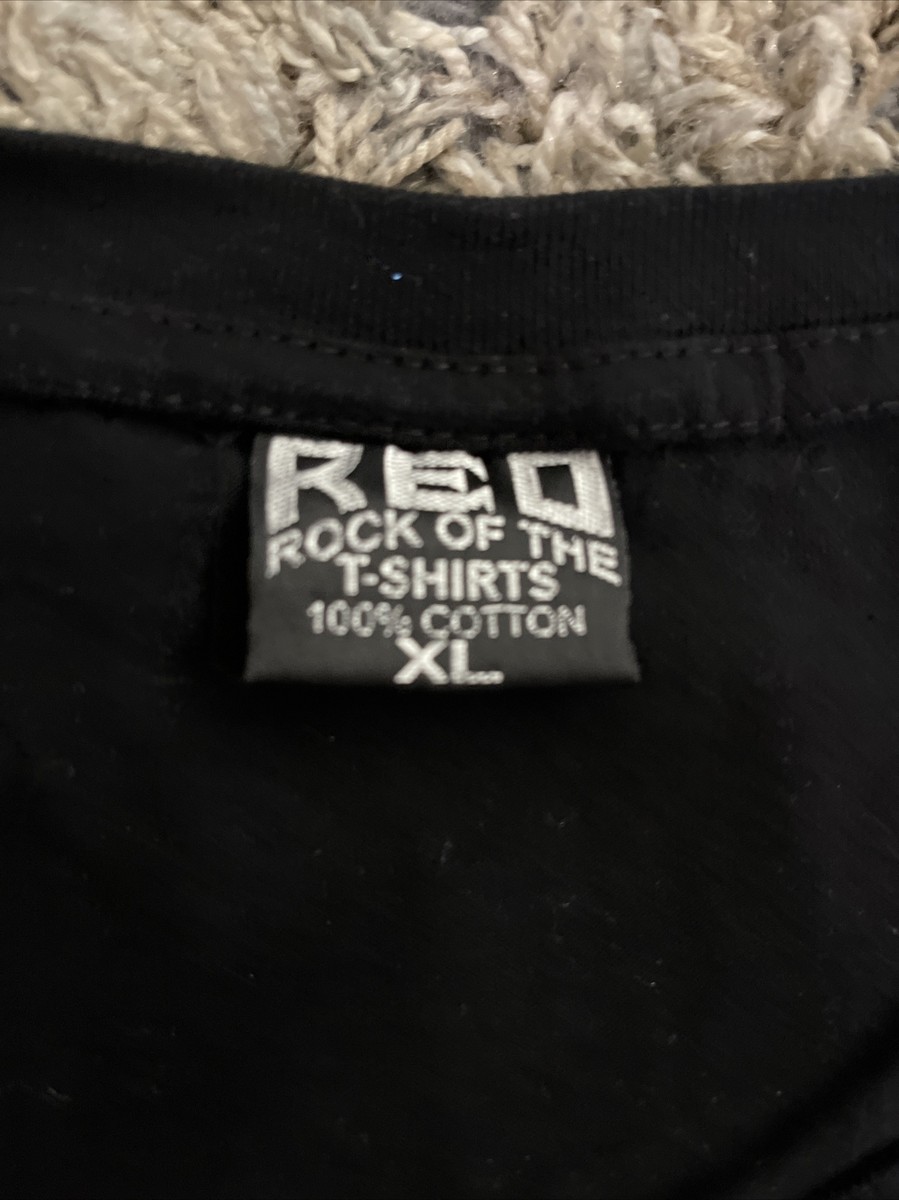 REO
ROCK OF THE
T-SHIRTS
100% COTTON
XL